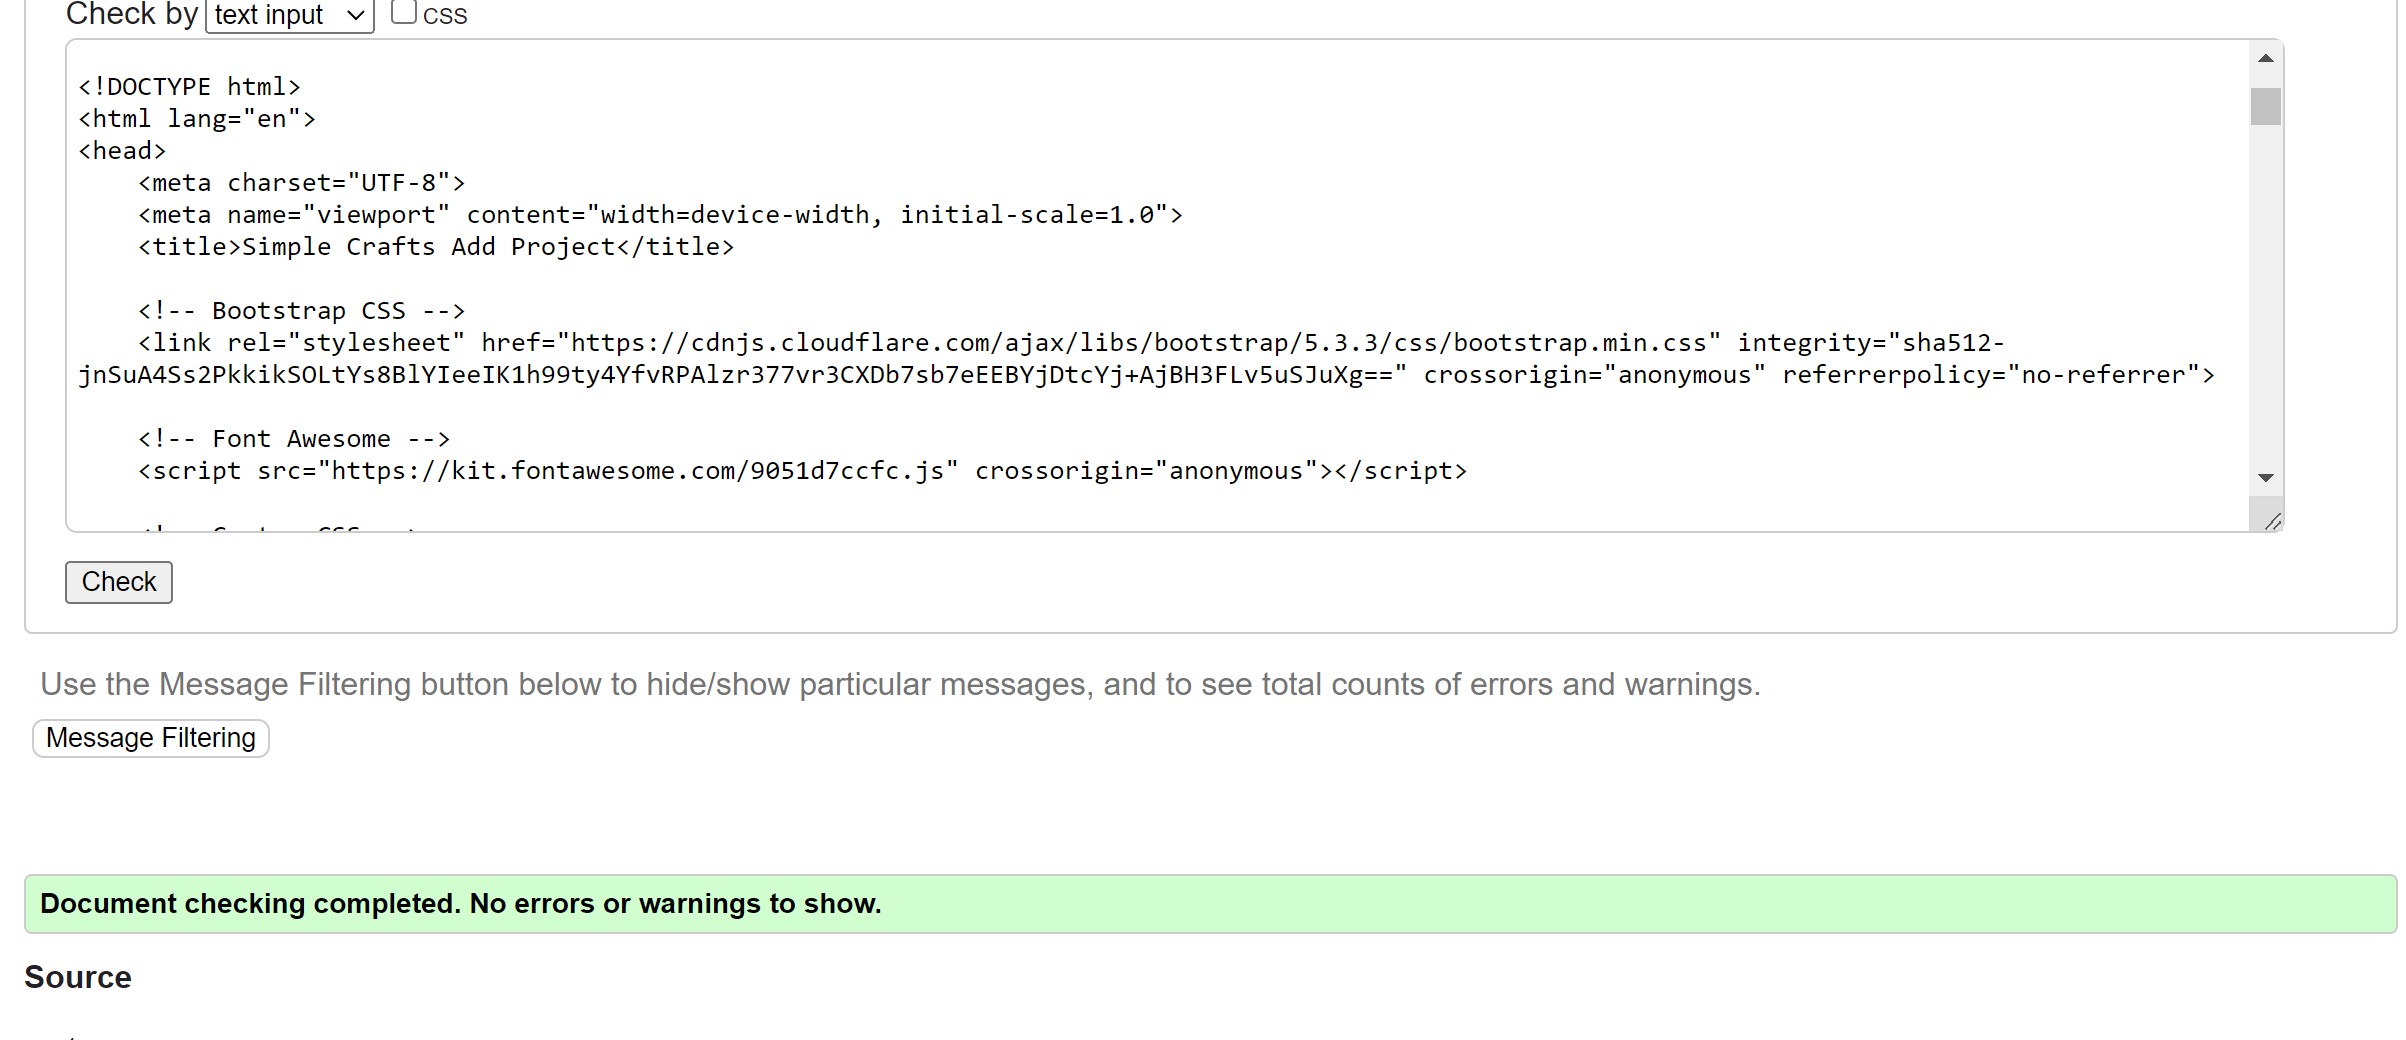 Check by text input css
<!DOCTYPE html>
<html lang="en">
<head>
    <meta charset="UTF-8">
    <meta name="viewport" content="width=device-width, initial-scale=1.0">
    <title>Simple Crafts Add Project</title>
    <!-- Bootstrap CSS -->
    <link rel="stylesheet" href="https://cdnjs.cloudflare.com/ajax/libs/bootstrap/5.3.3/css/bootstrap.min.css" integrity="sha512-
jnSuA4Ss2PkkikSOLtYs8BlYIeeIK1h99ty4YfvRPAlzr377vr3CXDb7sb7eEEBYjDtcYj+AjBH3FLv5uSJuXg==" crossorigin="anonymous" referrerpolicy="no-referrer">
    <!-- Font Awesome -->
    <script src="https://kit.fontawesome.com/9051d7ccfc.js" crossorigin="anonymous"></script>
Check
Use the Message Filtering button below to hide/show particular messages, and to see total counts of errors and warnings.
Message Filtering
Document checking completed. No errors or warnings to show.
Source